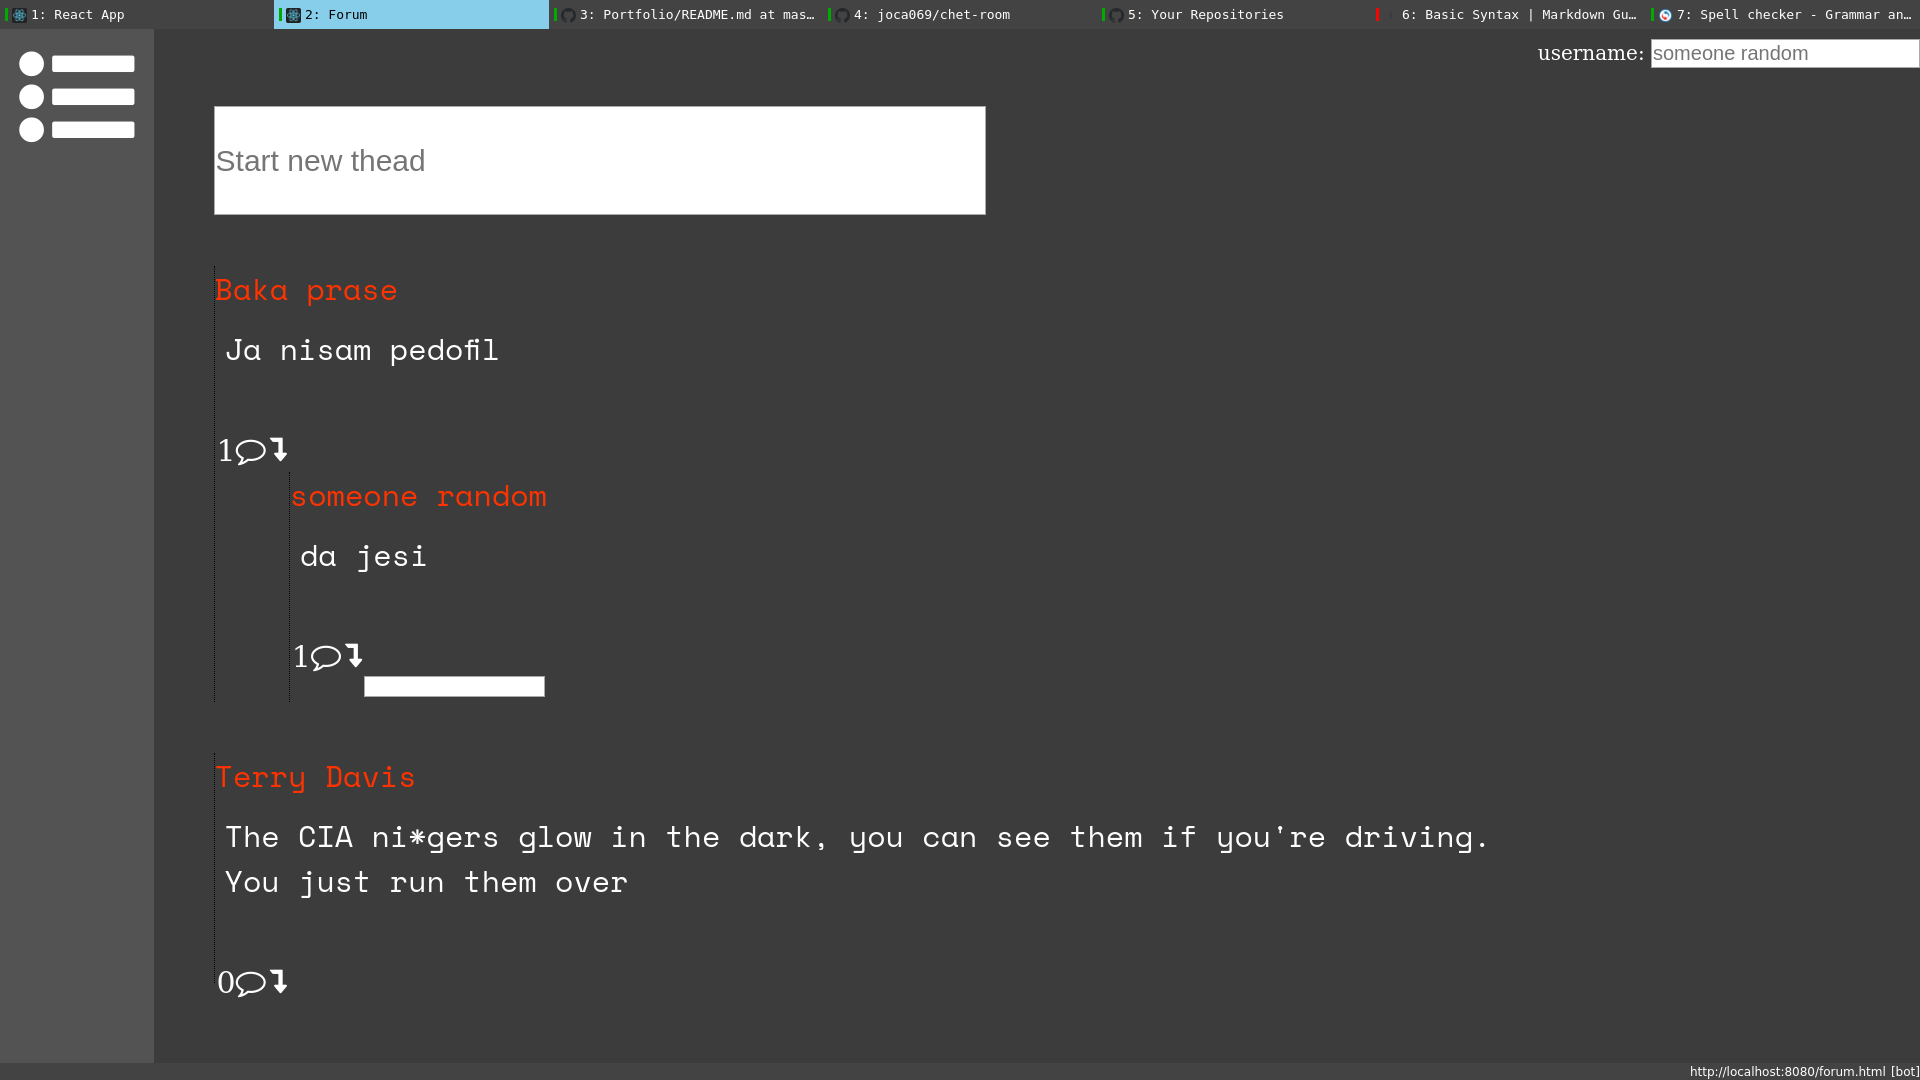 1: React App
2: Forum
3: Portfolio/README.md at mas…
4: joca069/chet-room
5: Your Repositories
6: Basic Syntax | Markdown Gu…
7: Spell checker - Grammar an…
username: someone random
Start new thead
Baka prase
Ja nisam pedofil
1
someone random
da jesi
1
Terry Davis
The CIA ni*gers glow in the dark, you can see them if you're driving.
You just run them over
0
http://localhost:8080/forum.html [bot]